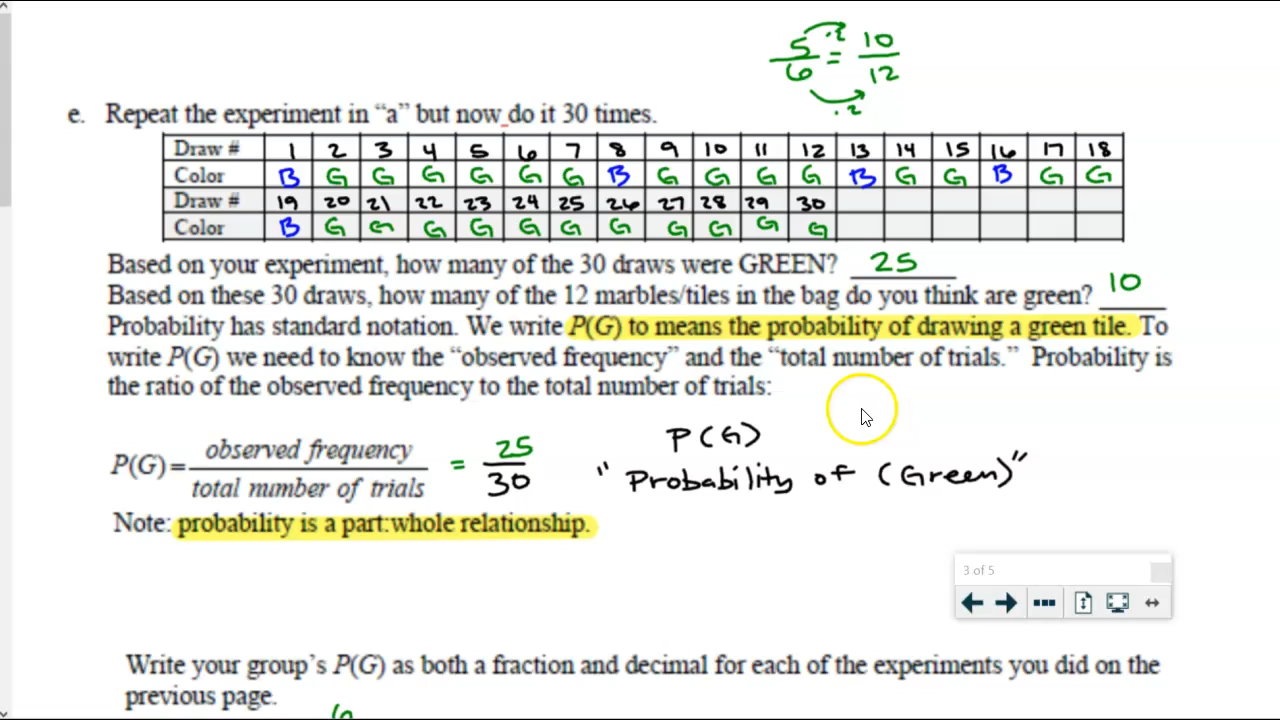 5/6 = 10/12
·2
·2
e. Repeat the experiment in "a" but now do it 30 times.
Draw # 1 2 3 4 5 6 7 8 9 10 11 12 13 14 15 16 17 18
Color B G G G G G G B G G G G B G G B G G
Draw # 19 20 21 22 23 24 25 26 27 28 29 30
Color B G G G G G G G G G G G
Based on your experiment, how many of the 30 draws were GREEN? 25
Based on these 30 draws, how many of the 12 marbles/tiles in the bag do you think are green? 10
Probability has standard notation. We write P(G) to means the probability of drawing a green tile. To
write P(G) we need to know the "observed frequency" and the "total number of trials." Probability is
the ratio of the observed frequency to the total number of trials:
P(G) = observed frequency / total number of trials = 25/30
P(G)
"Probability of (Green)"
Note: probability is a part:whole relationship.
3 of 5
Write your group's P(G) as both a fraction and decimal for each of the experiments you did on the
previous page.